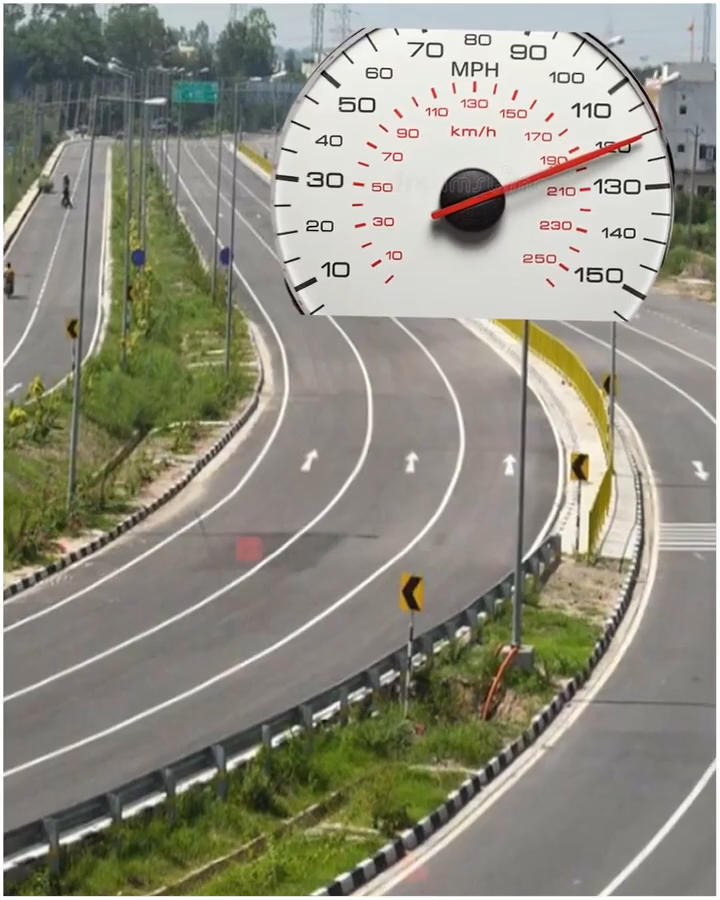 70 80 90
60 MPH 100
50 110 130 150 110
km/h
40 90 170 120
70 190
30 50 210 130
20 30 230 140
10 10 250 150